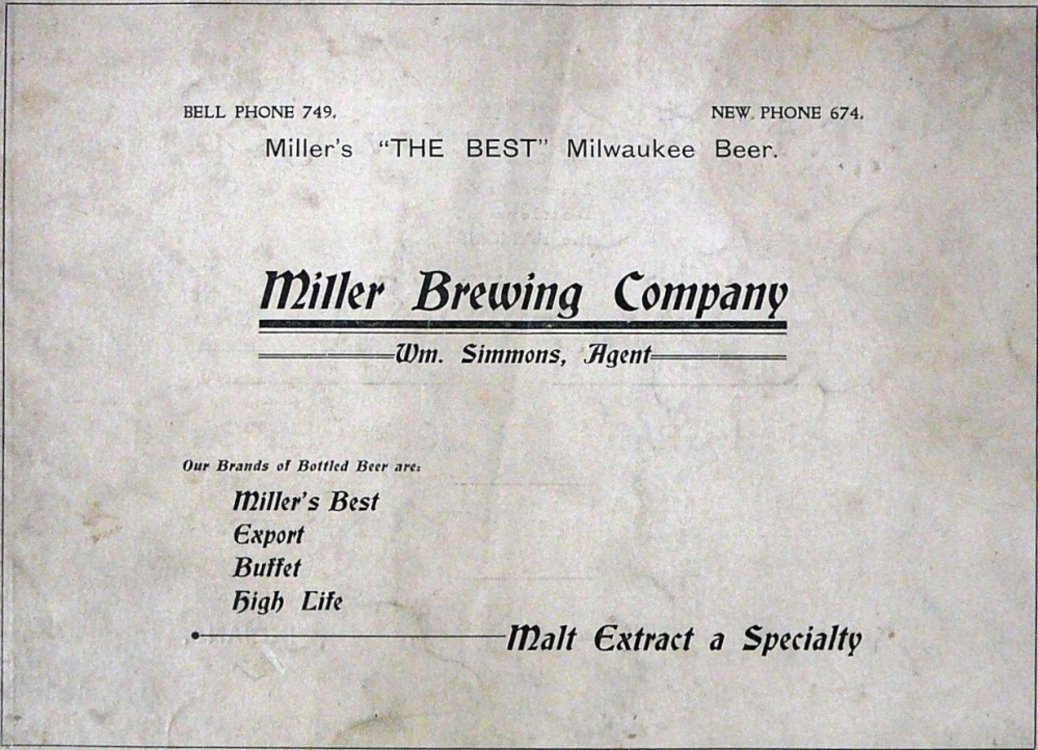 BELL PHONE 749. NEW PHONE 674.
Miller's "THE BEST" Milwaukee Beer.
Miller Brewing Company
Wm. Simmons, Agent
Our Brands of Bottled Beer are:
Miller's Best
Export
Buffet
High Life
Malt Extract a Specialty